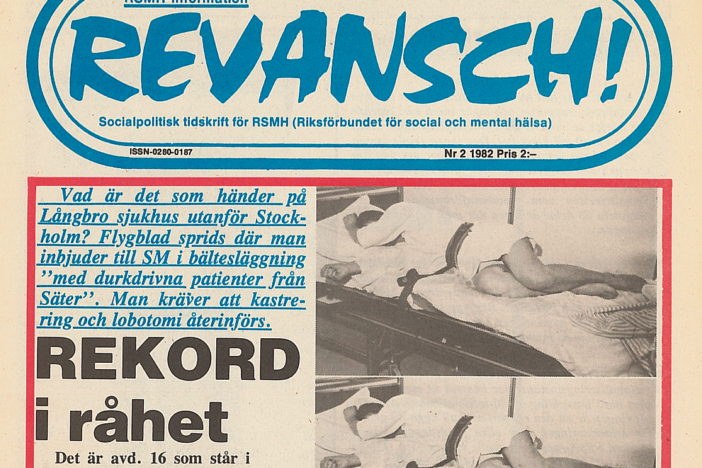 RSMH information
REVANSCH!
Socialpolitisk tidskrift för RSMH (Riksförbundet för social och mental hälsa)
ISSN-0280-0187 Nr 2 1982 Pris 2:–
Vad är det som händer på
Långbro sjukhus utanför Stock-
holm? Flygblad sprids där man
inbjuder till SM i bältesläggning
"med durkdrivna patienter från
Säter". Man kräver att kastre-
ring och lobotomi återinförs.
REKORD
i råhet
Det är avd. 16 som står i